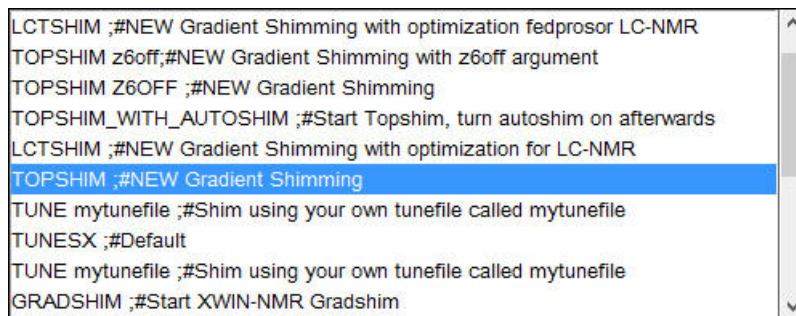 LCTSHIM ;#NEW Gradient Shimming with optimization fedprosor LC-NMR
TOPSHIM z6off;#NEW Gradient Shimming with z6off argument
TOPSHIM Z6OFF ;#NEW Gradient Shimming
TOPSHIM_WITH_AUTOSHIM ;#Start Topshim, turn autoshim on afterwards
LCTSHIM ;#NEW Gradient Shimming with optimization for LC-NMR
TOPSHIM ;#NEW Gradient Shimming
TUNE mytunefile ;#Shim using your own tunefile called mytunefile
TUNESX ;#Default
TUNE mytunefile ;#Shim using your own tunefile called mytunefile
GRADSHIM ;#Start XWIN-NMR Gradshim